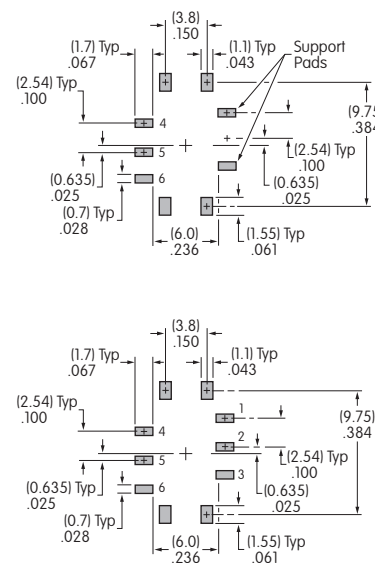 (3.8)
.150
(1.7) Typ
.067
(1.1) Typ
.043
Support
Pads
(2.54) Typ
.100
4
(9.75
.384
5
(2.54) Typ
.100
(0.635)
.025
6
(0.635)
.025
(0.7) Typ
.028
(6.0)
.236
(1.55) Typ
.061
(3.8)
.150
(1.7) Typ
.067
(1.1) Typ
.043
(2.54) Typ
.100
1
(9.75)
.384
4
2
5
(2.54) Typ
.100
3
(0.635)
.025
6
(0.635)
.025
(0.7) Typ
.028
(6.0)
.236
(1.55) Typ
.061